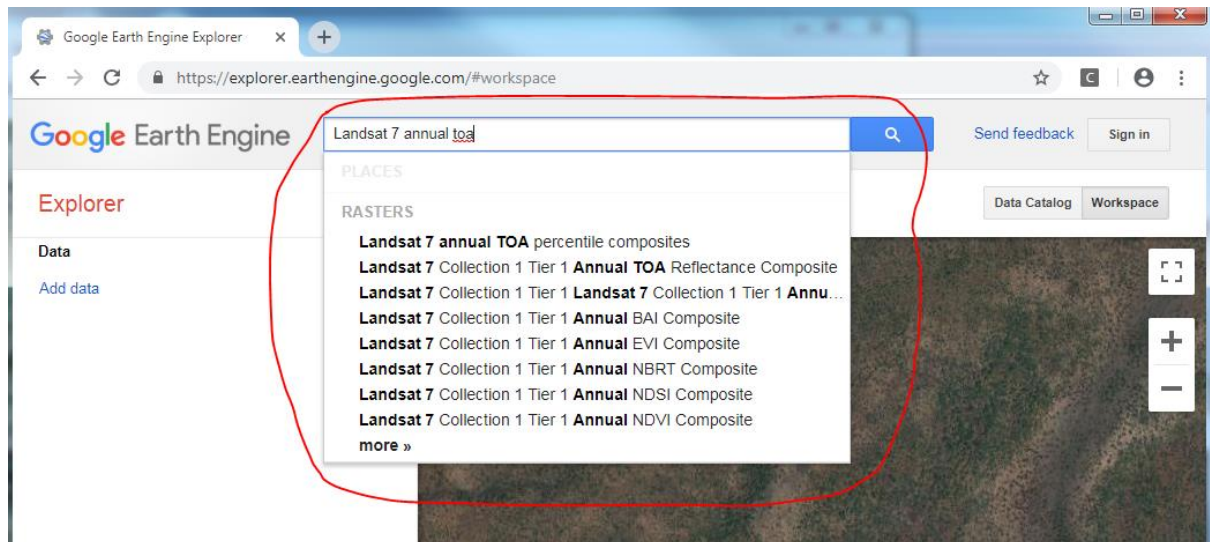 Google Earth Engine Explorer
https://explorer.earthengine.google.com/#workspace
C
Google Earth Engine
Landsat 7 annual toa
Send feedback
Sign in
PLACES
Explorer
Data Catalog
Workspace
RASTERS
Data
Landsat 7 annual TOA percentile composites
Landsat 7 Collection 1 Tier 1 Annual TOA Reflectance Composite
Add data
Landsat 7 Collection 1 Tier 1 Landsat 7 Collection 1 Tier 1 Annu...
Landsat 7 Collection 1 Tier 1 Annual BAI Composite
Landsat 7 Collection 1 Tier 1 Annual EVI Composite
Landsat 7 Collection 1 Tier 1 Annual NBRT Composite
Landsat 7 Collection 1 Tier 1 Annual NDSI Composite
Landsat 7 Collection 1 Tier 1 Annual NDVI Composite
more »